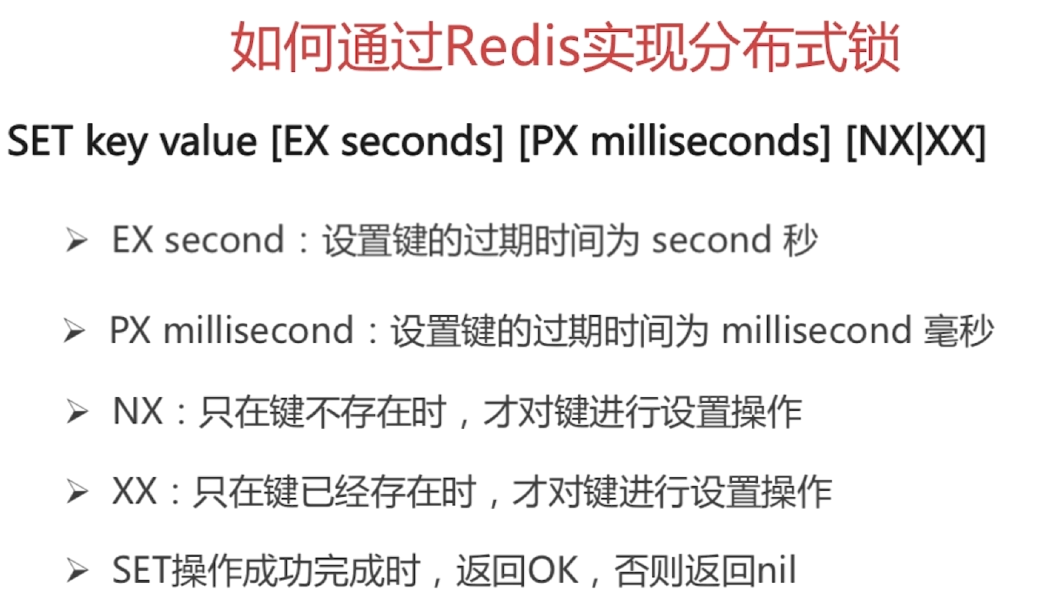 如何通过Redis实现分布式锁
SET key value [EX seconds] [PX milliseconds] [NX|XX]
➢ EX second：设置键的过期时间为 second 秒
➢ PX millisecond：设置键的过期时间为 millisecond 毫秒
➢ NX：只在键不存在时，才对键进行设置操作
➢ XX：只在键已经存在时，才对键进行设置操作
➢ SET操作成功完成时，返回OK，否则返回nil